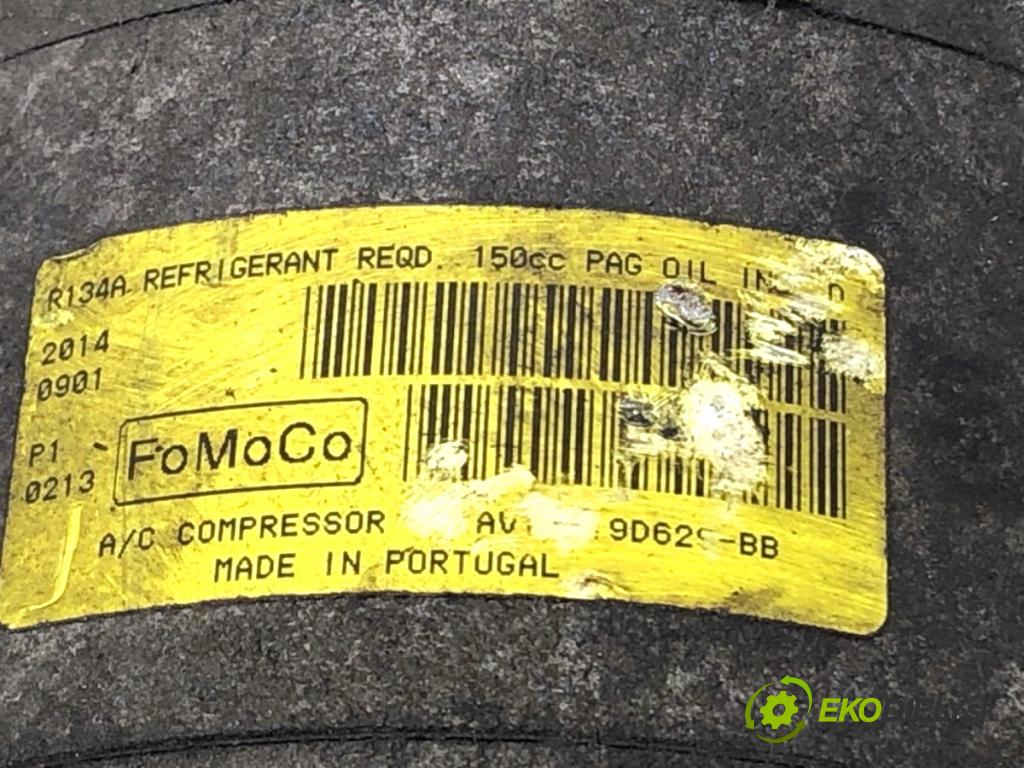 R134A REFRIGERANT REQD. 150cc PAG OIL
2014
0901
P1
0213
FoMoCo
A/C COMPRESSOR
MADE IN PORTUGAL
EKO